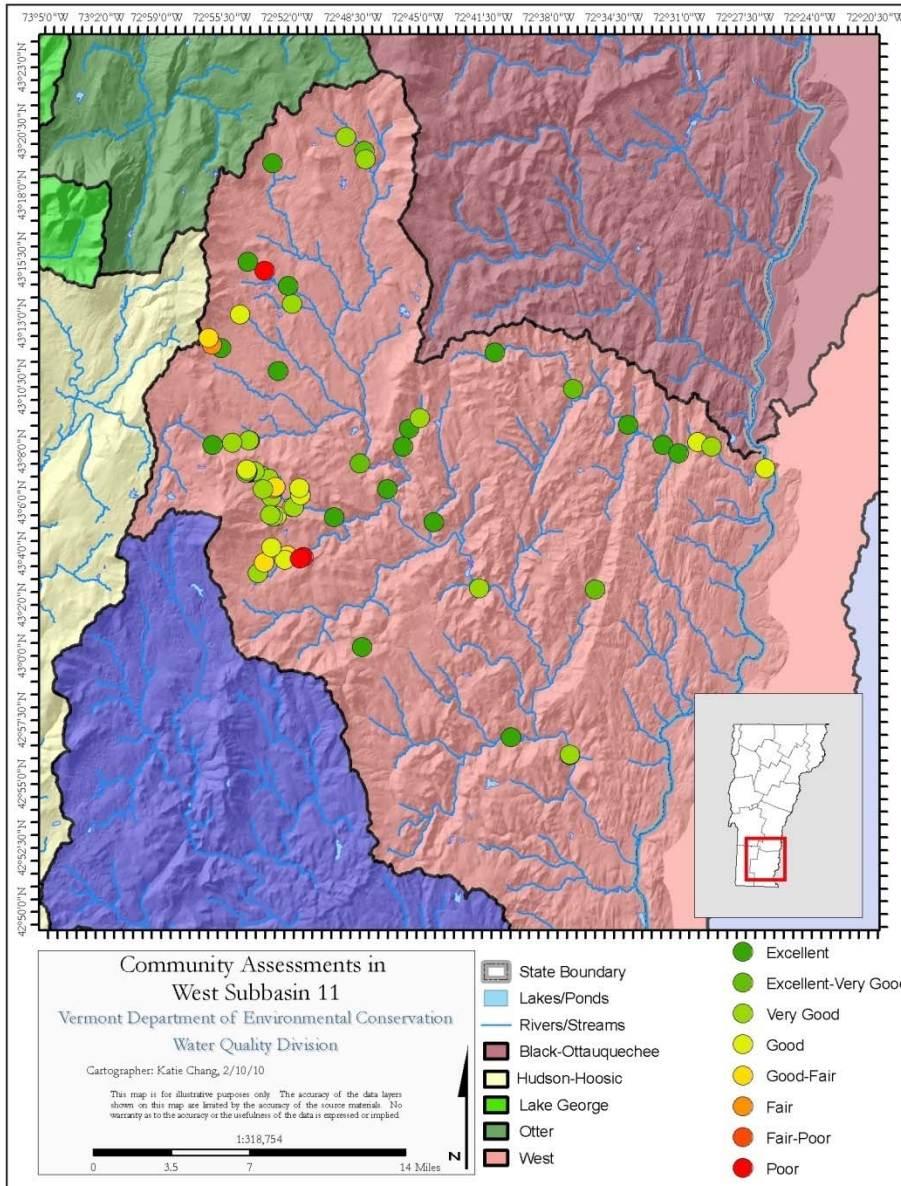 73°5'0"W 73°2'0"W 72°59'0"W 72°55'30"W 72°52'0"W 72°48'30"W 72°45'0"W 72°41'30"W 72°38'0"W 72°34'30"W 72°31'0"W 72°27'30"W 72°24'0"W 72°20'30"W
43°23'0"N
43°20'30"N
43°18'0"N
43°15'30"N
43°13'0"N
43°10'30"N
43°8'0"N
43°6'0"N
43°4'0"N
43°2'0"N
43°0'0"N
42°57'30"N
42°55'0"N
42°52'30"N
42°50'0"N
Community Assessments in
West Subbasin 11
Vermont Department of Environmental Conservation
Water Quality Division
Cartographer: Katie Chang, 2/10/10
This map is for illustrative purposes only. The accuracy of the data layers
shown on this map are limited by the accuracy of the source materials. No
warranty as to the accuracy or the usefulness of the data is expressed or implied.
1:318,754
0 3.5 7 14 Miles
N
State Boundary
Lakes/Ponds
Rivers/Streams
Black-Ottauquechee
Hudson-Hoosic
Lake George
Otter
West
Excellent
Excellent-Very Good
Very Good
Good
Good-Fair
Fair
Fair-Poor
Poor